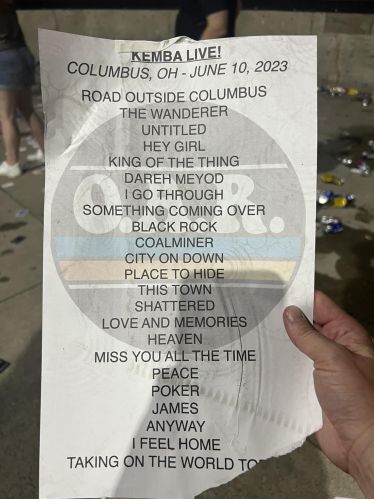 KEMBA LIVE!
COLUMBUS, OH - JUNE 10, 2023
ROAD OUTSIDE COLUMBUS
THE WANDERER
UNTITLED
HEY GIRL
KING OF THE THING
DAREH MEYOD
I GO THROUGH
SOMETHING COMING OVER
BLACK ROCK
COALMINER
CITY ON DOWN
PLACE TO HIDE
THIS TOWN
SHATTERED
LOVE AND MEMORIES
HEAVEN
MISS YOU ALL THE TIME
PEACE
POKER
JAMES
ANYWAY
I FEEL HOME
TAKING ON THE WORLD
O.A.R.